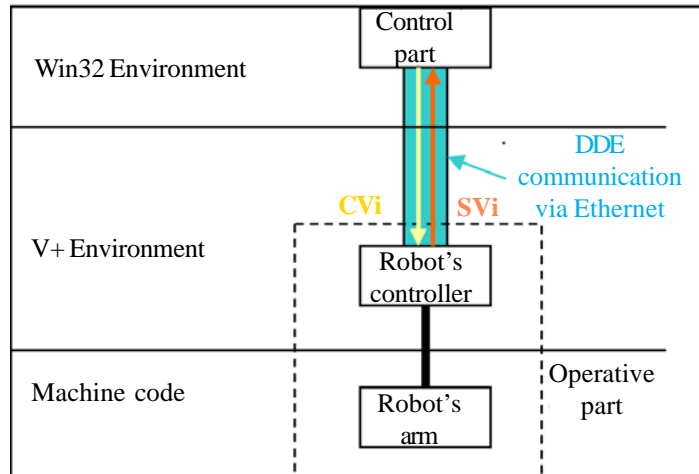 Control
part
Win32 Environment
DDE
communication
via Ethernet
CVi
SVi
V+ Environment
Robot’s
controller
Machine code
Robot’s
arm
Operative
part